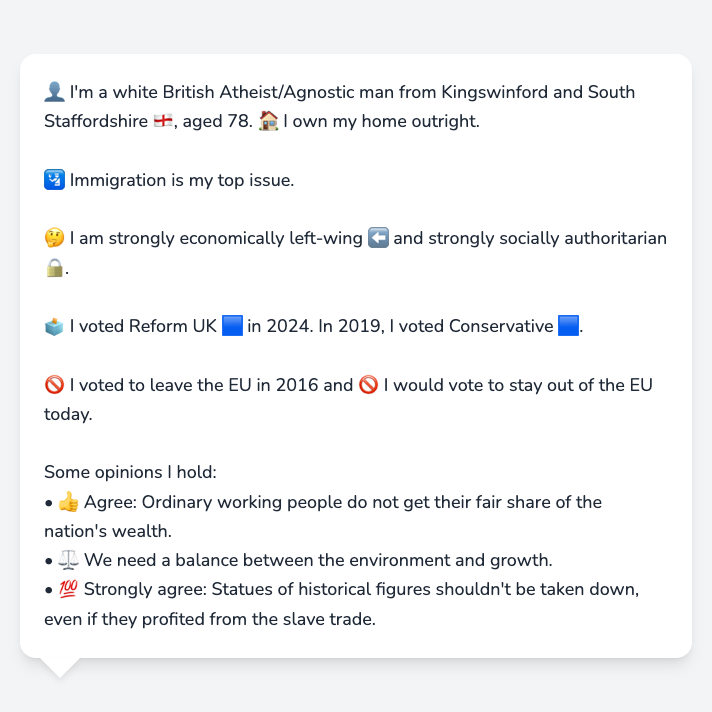 👤 I'm a white British Atheist/Agnostic man from Kingswinford and South
Staffordshire 🏴󠁧󠁢󠁥󠁮󠁧󠁿, aged 78. 🏠 I own my home outright.
🛂 Immigration is my top issue.
🤔 I am strongly economically left-wing ⬅️ and strongly socially authoritarian
🔒.
🗳️ I voted Reform UK 🟦 in 2024. In 2019, I voted Conservative 🟦.
🚫 I voted to leave the EU in 2016 and 🚫 I would vote to stay out of the EU
today.
Some opinions I hold:
• 👍 Agree: Ordinary working people do not get their fair share of the
nation's wealth.
• ⚖️ We need a balance between the environment and growth.
• 💯 Strongly agree: Statues of historical figures shouldn't be taken down,
even if they profited from the slave trade.